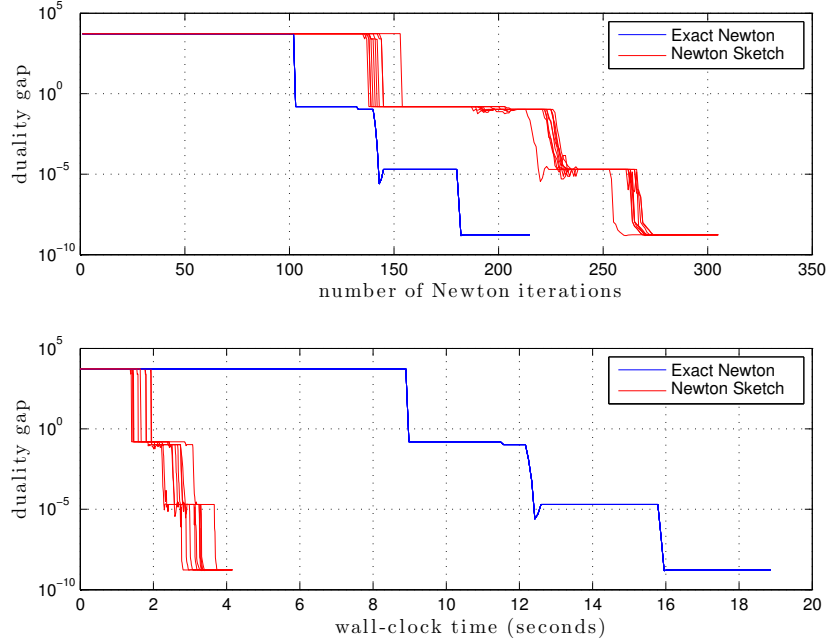 10^5
10^0
10^-5
10^-10
duality gap
Exact Newton
Newton Sketch
0 50 100 150 200 250 300 350
number of Newton iterations
10^5
10^0
10^-5
10^-10
duality gap
Exact Newton
Newton Sketch
0 2 4 6 8 10 12 14 16 18 20
wall-clock time (seconds)